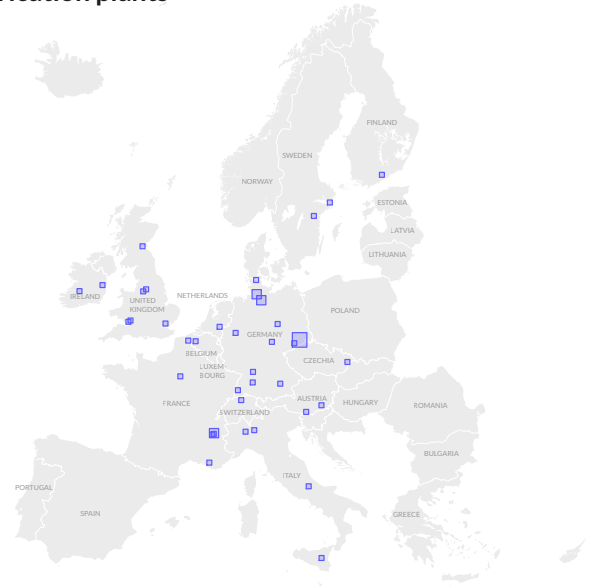 plants
FINLAND
SWEDEN
NORWAY
ESTONIA
LATVIA
LITHUANIA
IRELAND
UNITED
KINGDOM
NETHERLANDS
POLAND
GERMANY
BELGIUM
LUXEM-
BOURG
CZECHIA
FRANCE
SWITZERLAND
AUSTRIA
HUNGARY
ROMANIA
BULGARIA
ITALY
PORTUGAL
SPAIN
GREECE